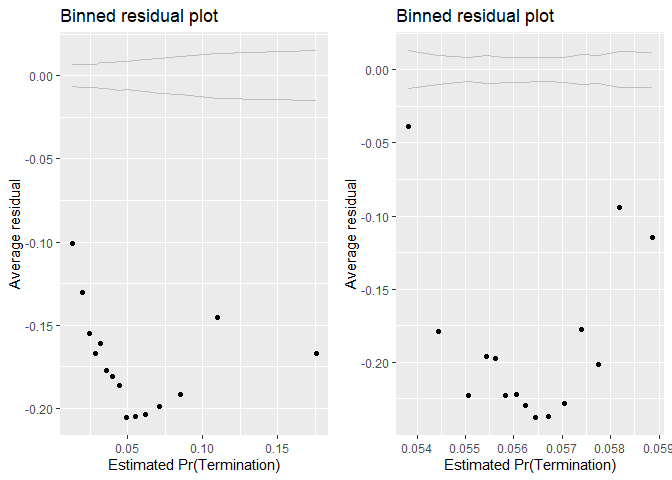 Binned residual plot
0.00
-0.05
-0.10
-0.15
-0.20
Average residual
0.05 0.10 0.15
Estimated Pr(Termination)
Binned residual plot
0.00
-0.05
-0.10
-0.15
-0.20
Average residual
0.054 0.055 0.056 0.057 0.058 0.059
Estimated Pr(Termination)